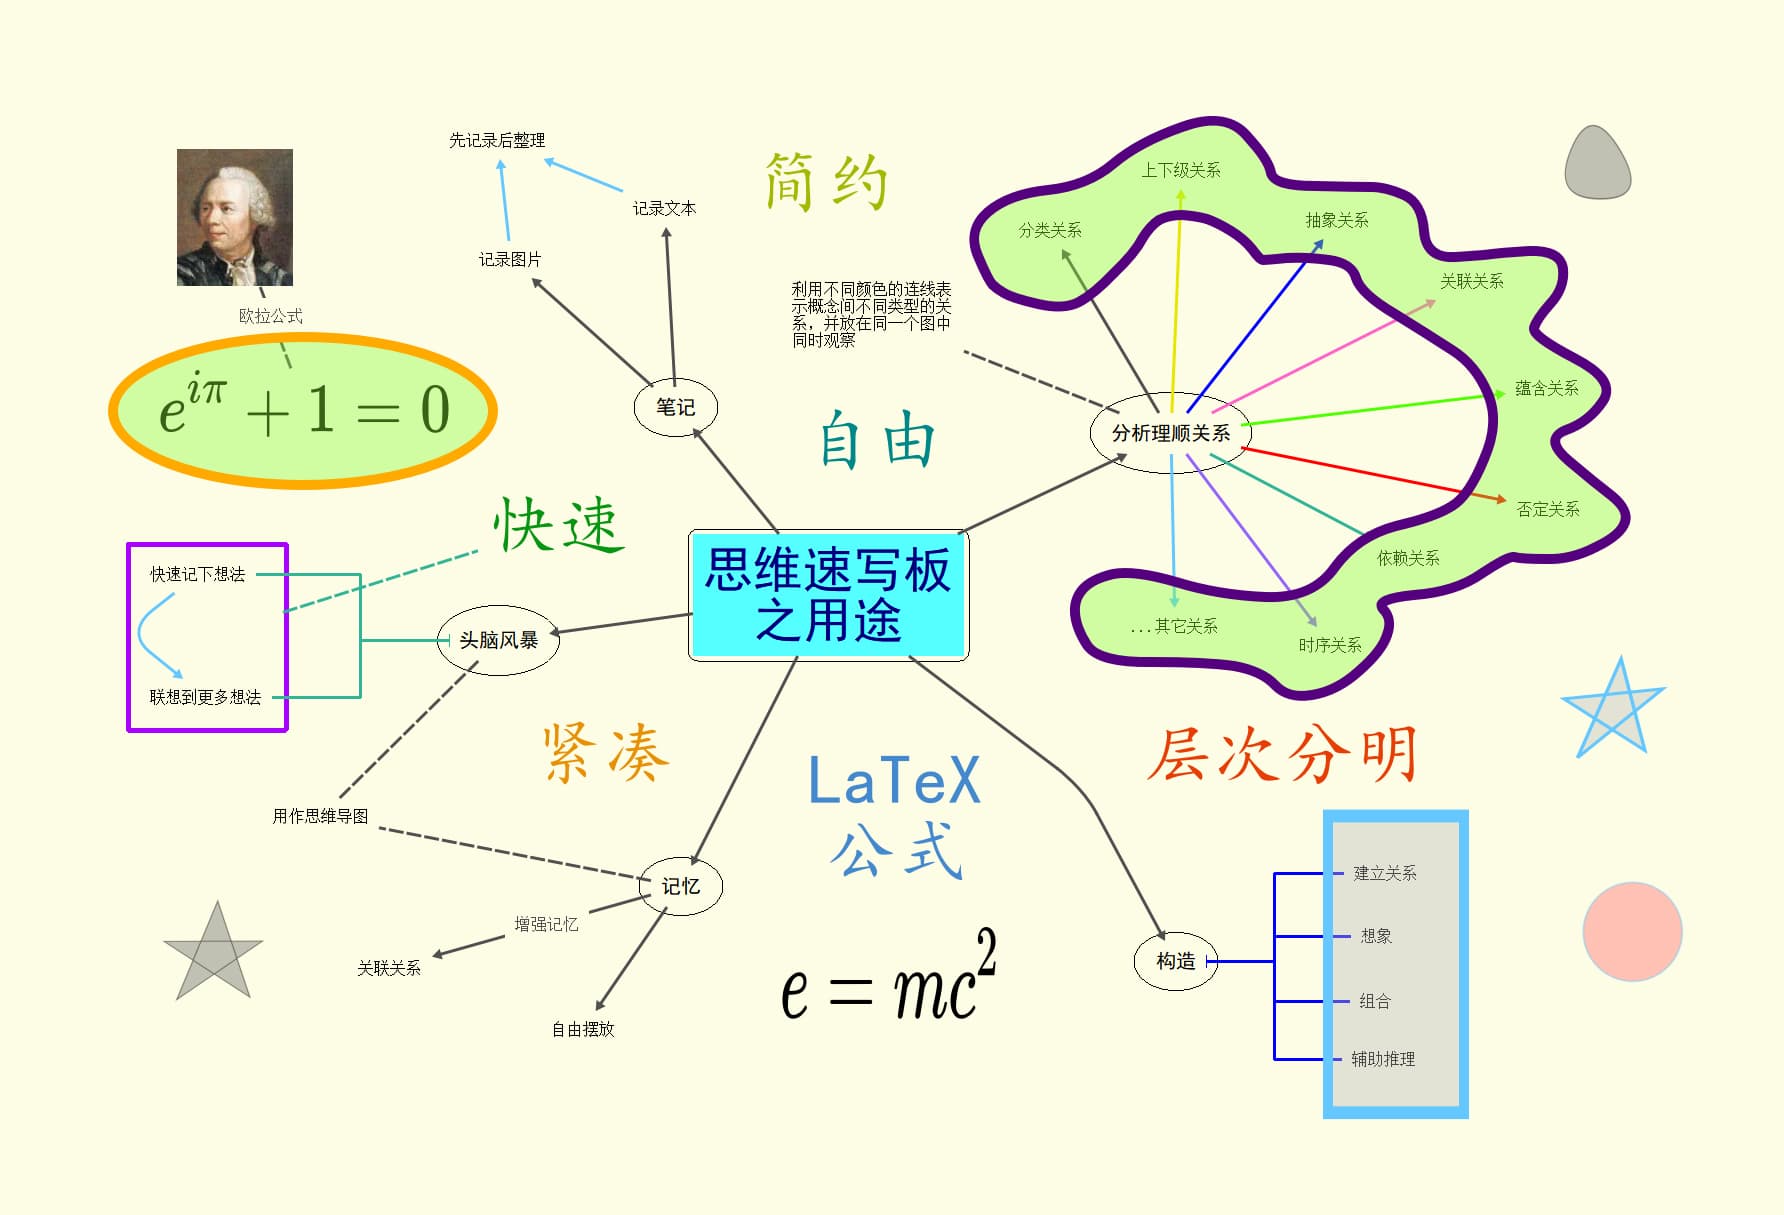 先记录后整理
记录文本
记录图片
简约
上下级关系
分类关系
抽象关系
关联关系
蕴含关系
否定关系
依赖关系
时序关系
...其它关系
利用不同颜色的连线表
示概念间不同类型的关
系，并放在同一个图中
同时观察
欧拉公式
e^{iπ} + 1 = 0
笔记
自由
分析理顺关系
快速
思维速写板
之用途
快速记下想法
联想到更多想法
头脑风暴
紧凑
LaTeX
公式
层次分明
用作思维导图
记忆
增强记忆
关联关系
自由摆放
e = mc²
构造
建立关系
想象
组合
辅助推理